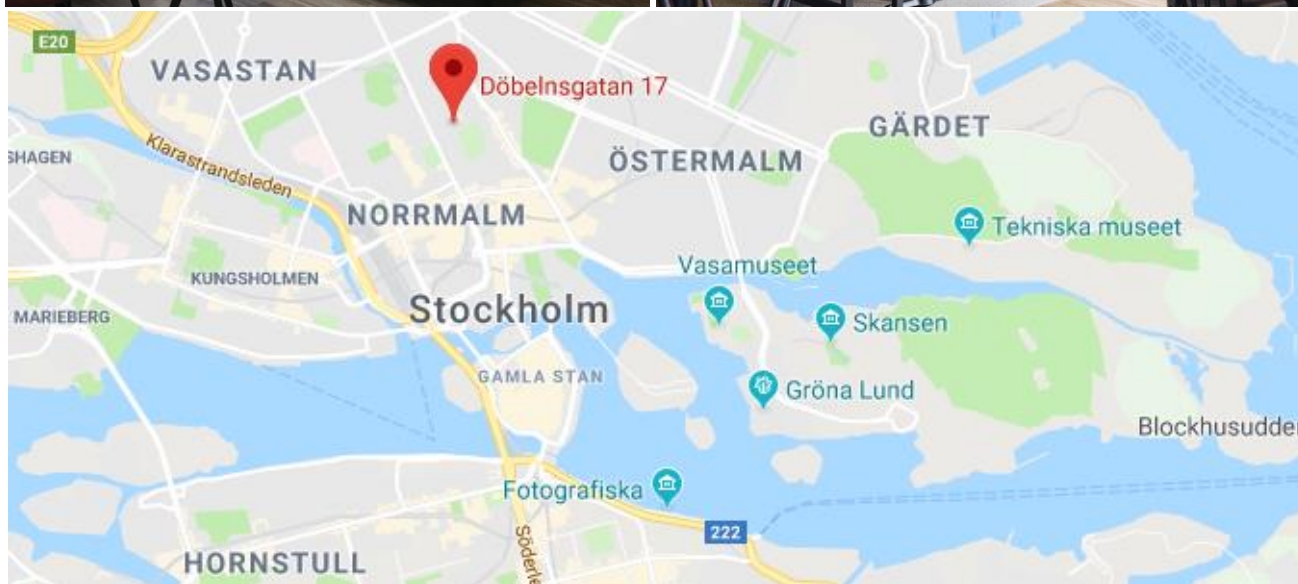 E20
VASASTAN
Döbelnsgatan 17
GÄRDET
Klarastrandsleden
SHAGEN
ÖSTERMALM
NORRMALM
Tekniska museet
Vasamuseet
KUNGSHOLMEN
Stockholm
MARIEBERG
Skansen
GAMLA STAN
Gröna Lund
Blockhusudden
Fotografiska
222
Söderle
HORNSTULL